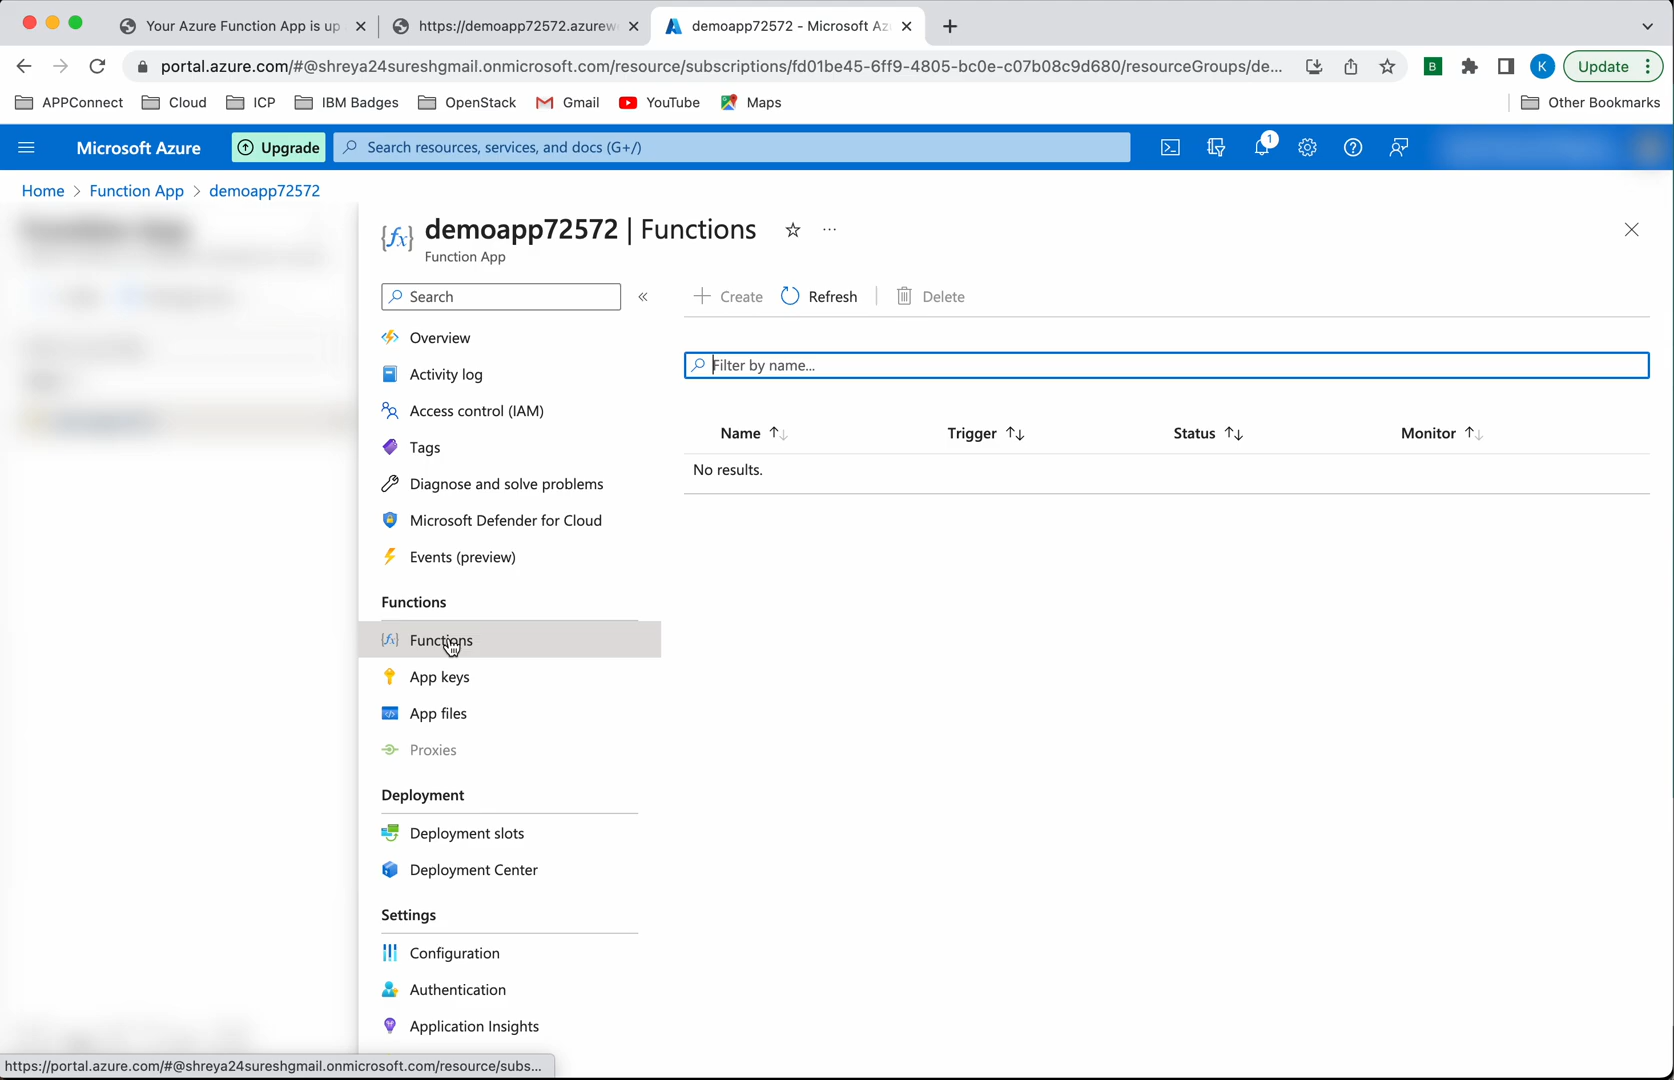 Your Azure Function App is up
https://demoapp72572.azurew
demoapp72572 - Microsoft Az
portal.azure.com/#@shreya24sureshgmail.onmicrosoft.com/resource/subscriptions/fd01be45-6ff9-4805-bc0e-c07b08c9d680/resourceGroups/de...
B
K
Update
APPConnect
Cloud
ICP
IBM Badges
OpenStack
Gmail
YouTube
Maps
Other Bookmarks
Microsoft Azure
Upgrade
Search resources, services, and docs (G+/)
1
Home > Function App > demoapp72572
demoapp72572 | Functions
Function App
Search
Create
Refresh
Delete
Overview
Activity log
Access control (IAM)
Tags
Diagnose and solve problems
Microsoft Defender for Cloud
Events (preview)
Functions
Functions
App keys
App files
Proxies
Deployment
Deployment slots
Deployment Center
Settings
Configuration
Authentication
Application Insights
Filter by name...
Name
Trigger
Status
Monitor
No results.
https://portal.azure.com/#@shreya24sureshgmail.onmicrosoft.com/resource/subs...